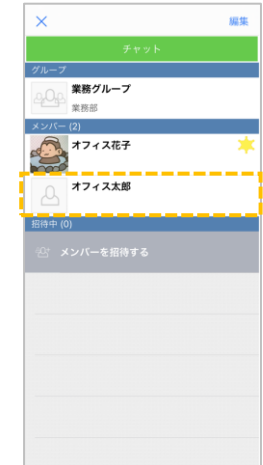 編集
チャット
グループ
業務グループ
業務部
メンバー (2)
オフィス花子
オフィス太郎
招待中 (0)
メンバーを招待する